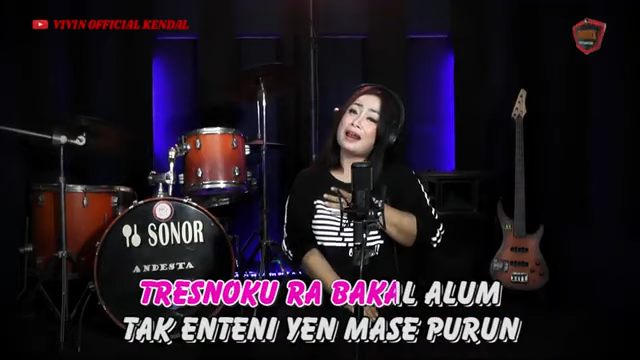 VIVIN OFFICIAL KENDAL
SONOR
ANDESTA
TRESNOKU RA BAKAL ALUM
TAK ENTENI YEN MASE PURUN